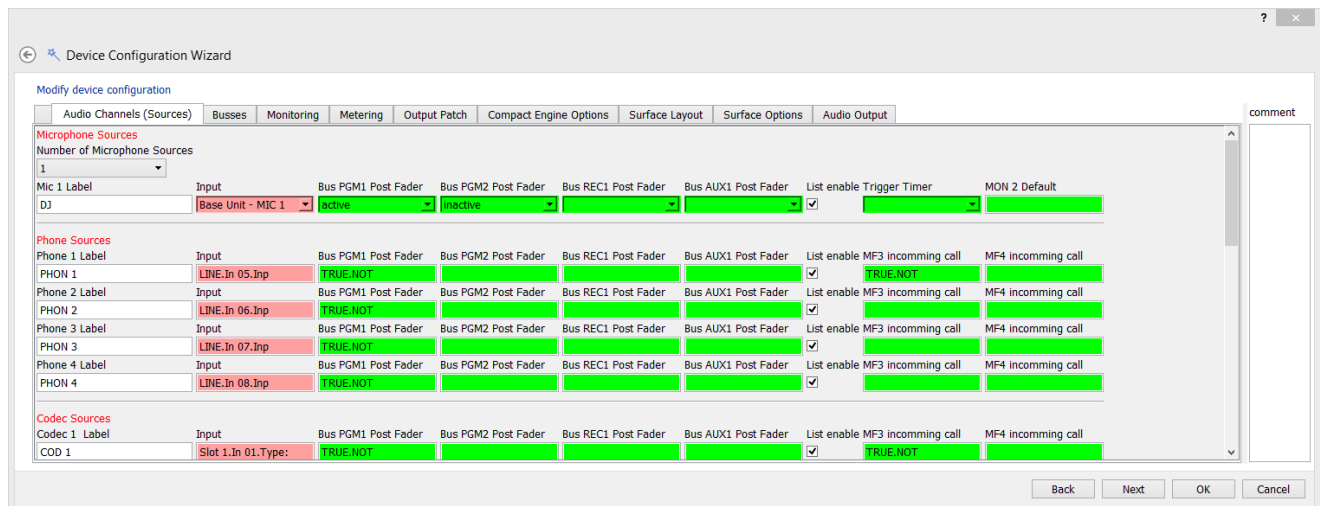 ? ×
Device Configuration Wizard
Modify device configuration
Audio Channels (Sources) Busses Monitoring Metering Output Patch Compact Engine Options Surface Layout Surface Options Audio Output comment
Microphone Sources
Number of Microphone Sources
1
Mic 1 Label Input Bus PGM1 Post Fader Bus PGM2 Post Fader Bus REC1 Post Fader Bus AUX1 Post Fader List enable Trigger Timer MON 2 Default
DJ Base Unit - MIC 1 active inactive
Phone Sources
Phone 1 Label Input Bus PGM1 Post Fader Bus PGM2 Post Fader Bus REC1 Post Fader Bus AUX1 Post Fader List enable MF3 incomming call MF4 incomming call
PHON 1 LINE.In 05.Inp TRUE.NOT TRUE.NOT
Phone 2 Label Input Bus PGM1 Post Fader Bus PGM2 Post Fader Bus REC1 Post Fader Bus AUX1 Post Fader List enable MF3 incomming call MF4 incomming call
PHON 2 LINE.In 06.Inp TRUE.NOT
Phone 3 Label Input Bus PGM1 Post Fader Bus PGM2 Post Fader Bus REC1 Post Fader Bus AUX1 Post Fader List enable MF3 incomming call MF4 incomming call
PHON 3 LINE.In 07.Inp TRUE.NOT
Phone 4 Label Input Bus PGM1 Post Fader Bus PGM2 Post Fader Bus REC1 Post Fader Bus AUX1 Post Fader List enable MF3 incomming call MF4 incomming call
PHON 4 LINE.In 08.Inp TRUE.NOT
Codec Sources
Codec 1 Label Input Bus PGM1 Post Fader Bus PGM2 Post Fader Bus REC1 Post Fader Bus AUX1 Post Fader List enable MF3 incomming call MF4 incomming call
COD 1 Slot 1.In 01.Type: TRUE.NOT TRUE.NOT
Back Next OK Cancel